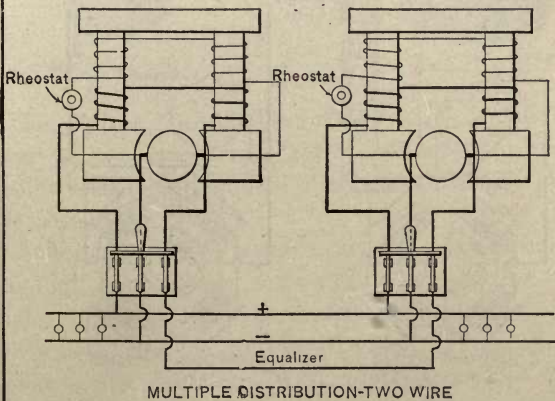 Rheostat
Rheostat
+
−
Equalizer
MULTIPLE DISTRIBUTION-TWO WIRE